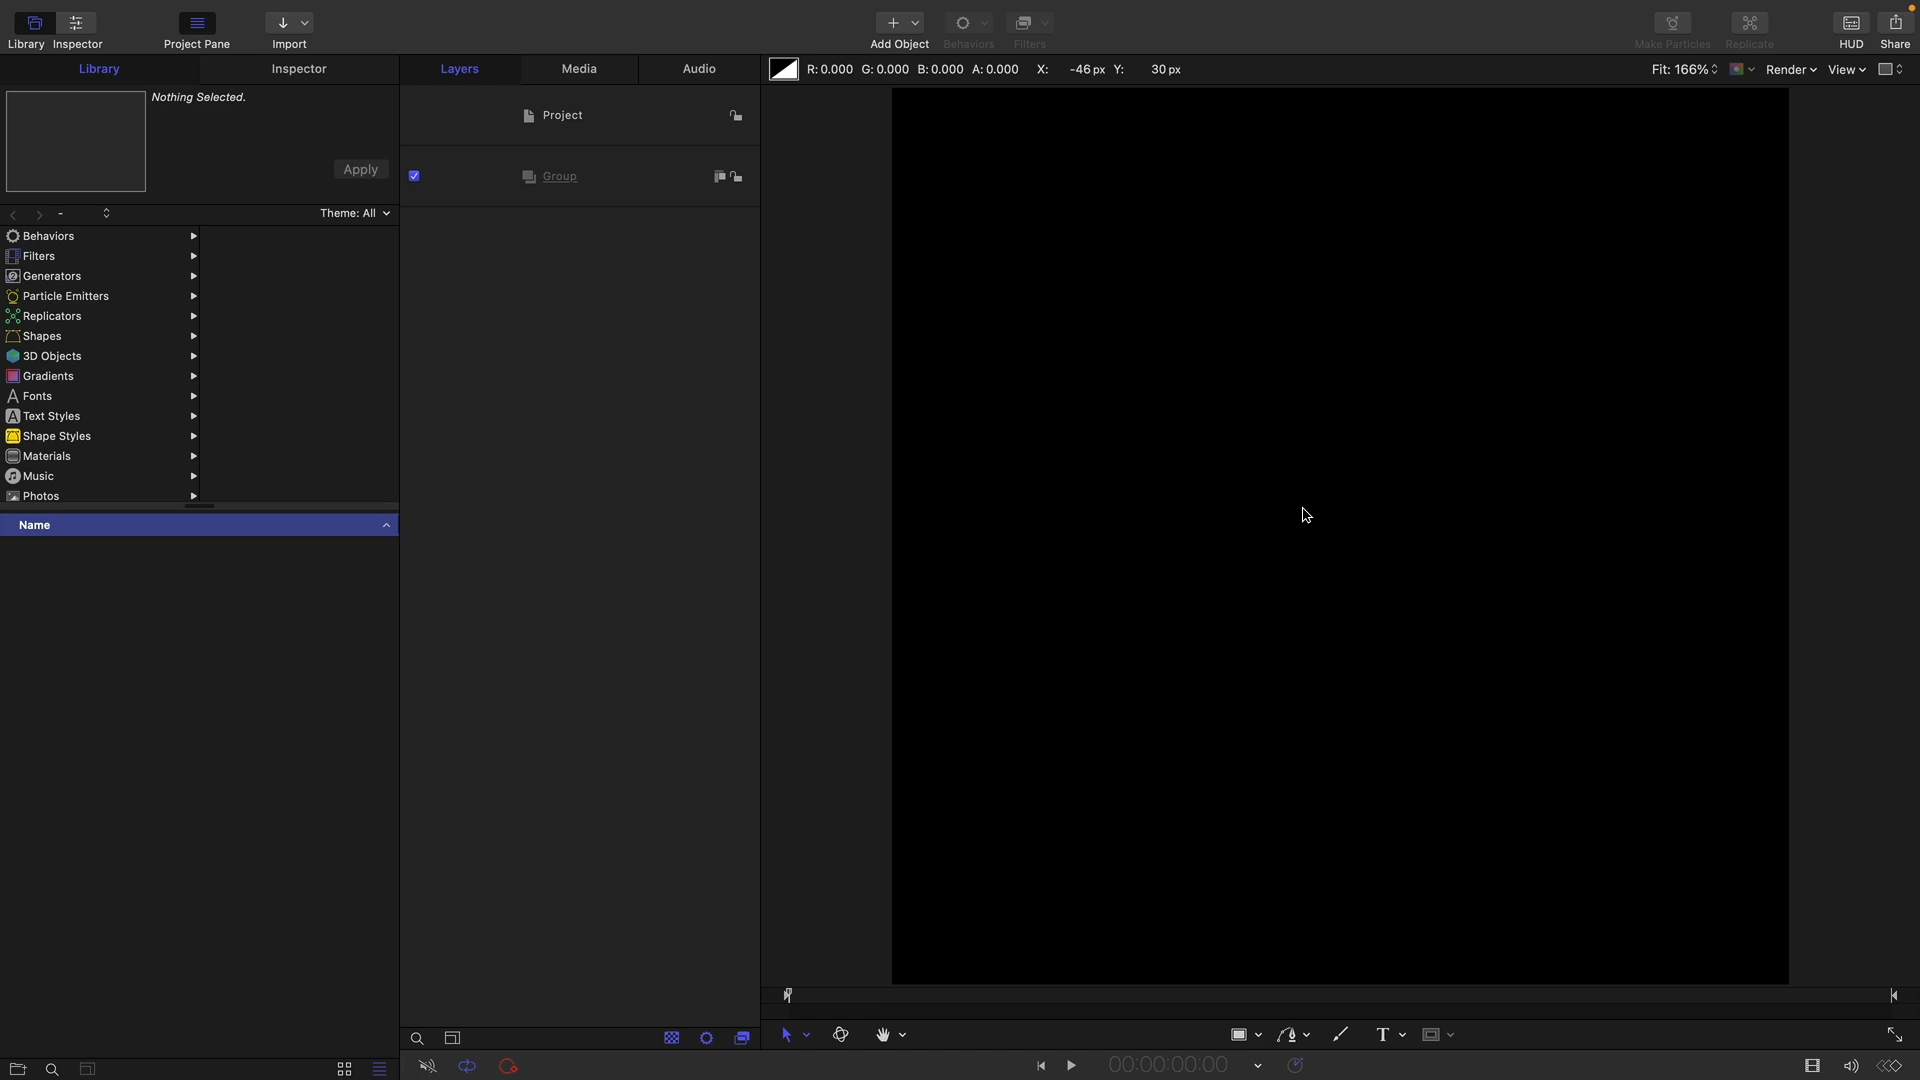 Library Inspector Project Pane Import Add Object Behaviors Filters Make Particles Replicate HUD Share
Library Inspector Layers Media Audio R: 0.000 G: 0.000 B: 0.000 A: 0.000 X: -46 px Y: 30 px Fit: 166% Render View
Nothing Selected.
Apply
Project
Group
- Theme: All
Behaviors
Filters
Generators
Particle Emitters
Replicators
Shapes
3D Objects
Gradients
Fonts
Text Styles
Shape Styles
Materials
Music
Photos
Name
T
00:00:00:00